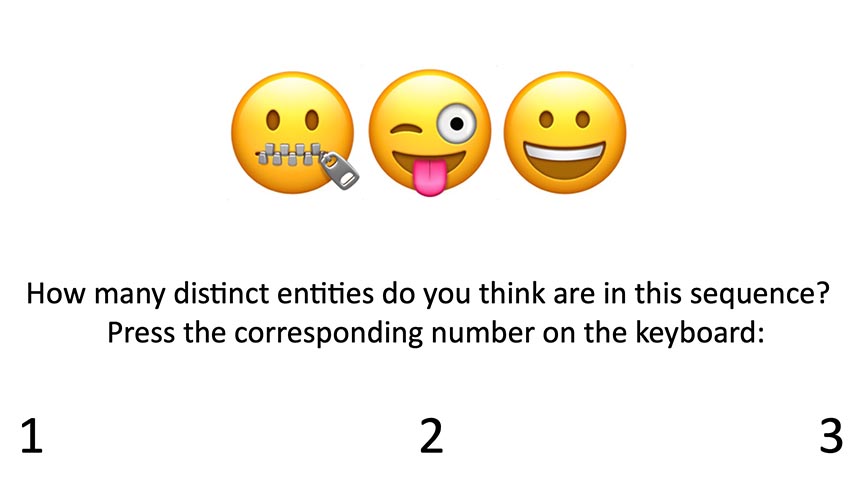 How many distinct entities do you think are in this sequence?
Press the corresponding number on the keyboard:
1 2 3